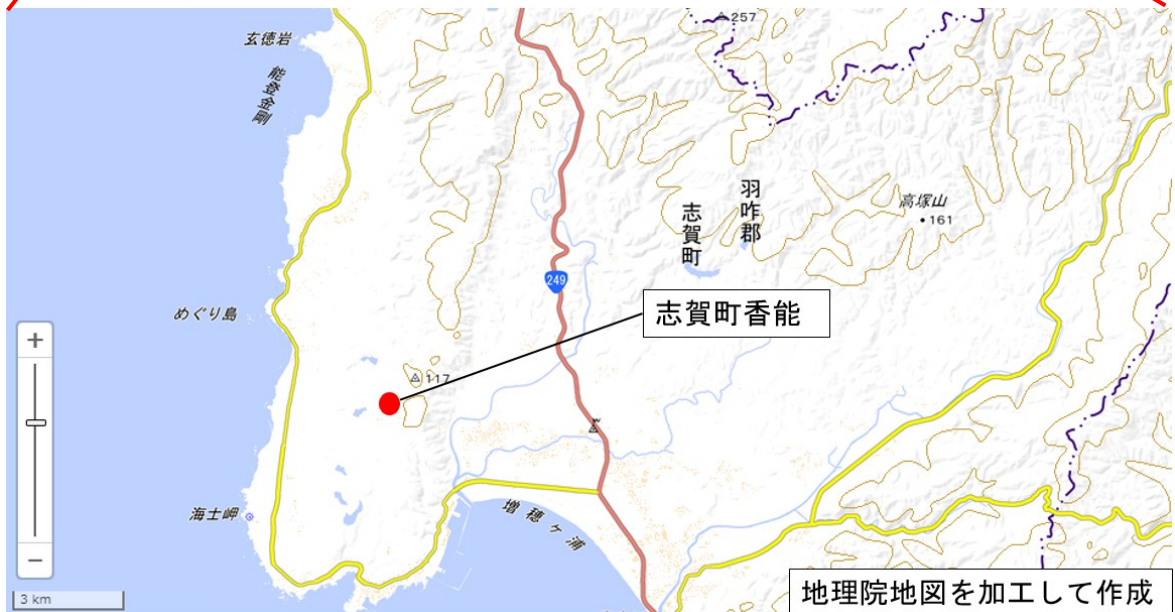 257
玄徳岩
能登金剛
羽咋郡
志賀町
高塚山
161
249
志賀町香能
めぐり島
117
海士岬
増穂ヶ浦
+
−
3 km
地理院地図を加工して作成